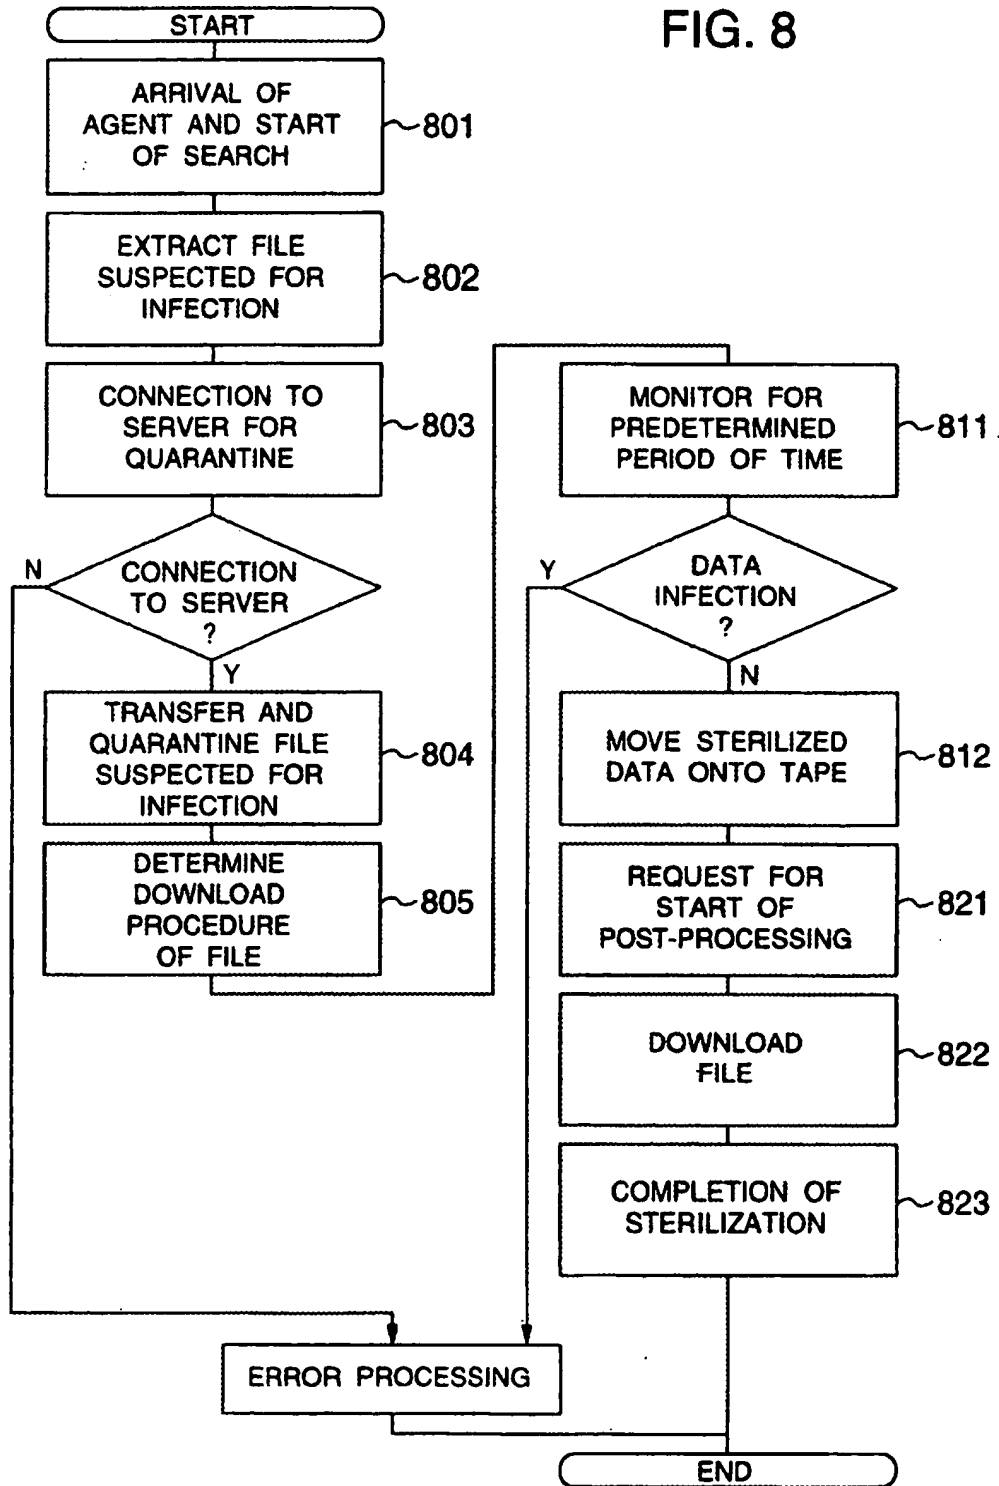 FIG. 8
START
ARRIVAL OF
AGENT AND START
OF SEARCH
801
EXTRACT FILE
SUSPECTED FOR
INFECTION
802
CONNECTION TO
SERVER FOR
QUARANTINE
803
CONNECTION
TO SERVER
?
N
Y
TRANSFER AND
QUARANTINE FILE
SUSPECTED FOR
INFECTION
804
DETERMINE
DOWNLOAD
PROCEDURE
OF FILE
805
MONITOR FOR
PREDETERMINED
PERIOD OF TIME
811
DATA
INFECTION
?
Y
N
MOVE STERILIZED
DATA ONTO TAPE
812
REQUEST FOR
START OF
POST-PROCESSING
821
DOWNLOAD
FILE
822
COMPLETION OF
STERILIZATION
823
ERROR PROCESSING
END